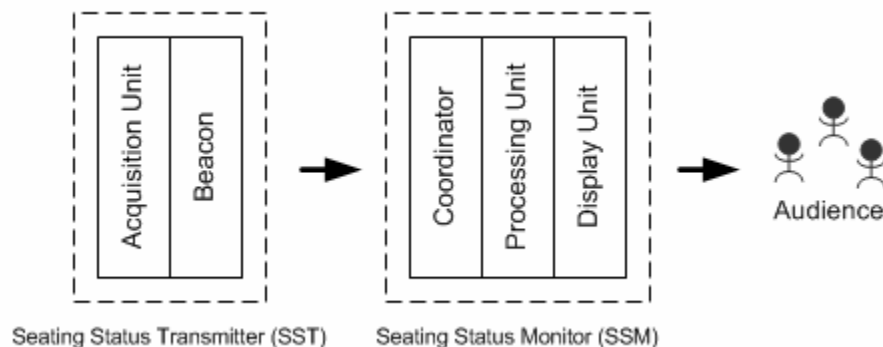 Acquisition Unit
Beacon
Coordinator
Processing Unit
Display Unit
Audience
Seating Status Transmitter (SST)
Seating Status Monitor (SSM)